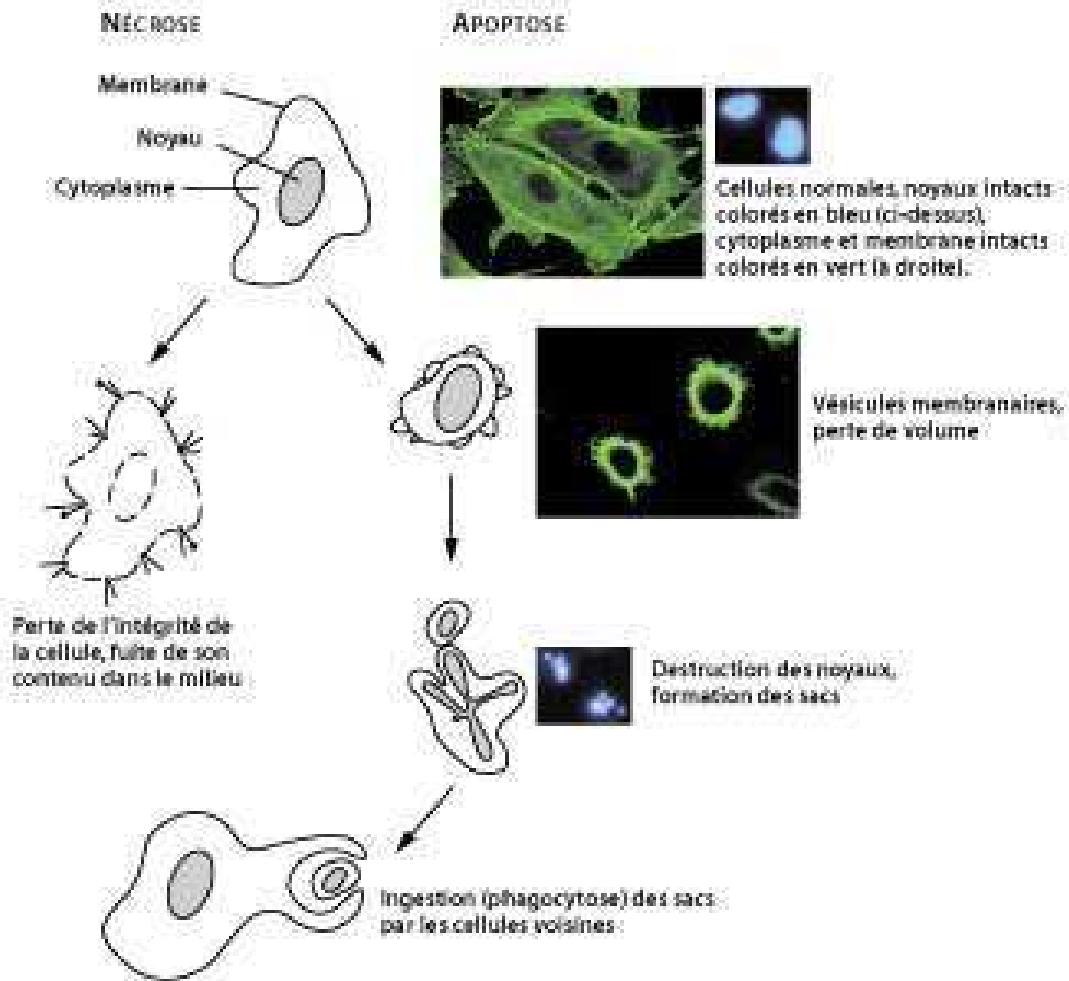 NÉCROSE
APOPTOSE
Membrane
Noyau
Cytoplasme
Cellules normales, noyaux intacts
colorés en bleu (ci-dessus),
cytoplasme et membrane intacts
colorés en vert (a droite).
Vésicules membranaires,
perte de volume
Perte de l'intégrité de
la cellule, fuite de son
contenu dans le milieu
Destruction des noyaux,
formation des sacs
Ingestion (phagocytose) des sacs
par les cellules voisines